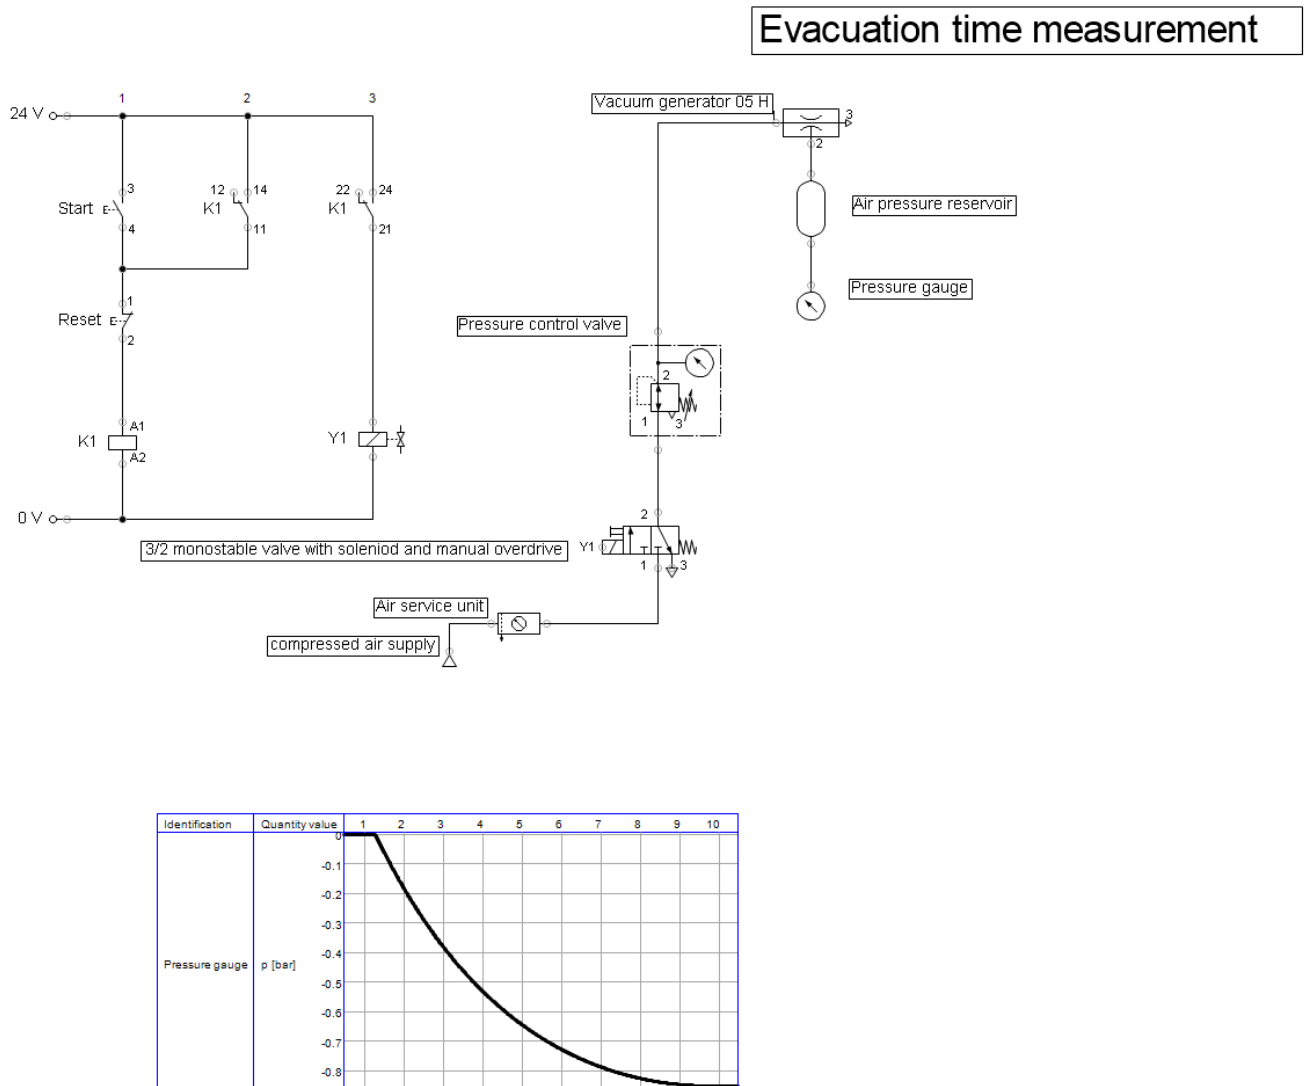 Evacuation time measurement
1 2 3
24 V
Vacuum generator 05 H
3
2
3
12 14
22 24
Start
K1
K1
Air pressure reservoir
4
11
21
1
Reset
2
Pressure gauge
Pressure control valve
2
1
3
A1
K1
Y1
A2
0 V
2
3/2 monostable valve with soleniod and manual overdrive
Y1
1 3
Air service unit
compressed air supply
Identification Quantity value 1 2 3 4 5 6 7 8 9 10
0
-0.1
-0.2
-0.3
-0.4
Pressure gauge p [bar]
-0.5
-0.6
-0.7
-0.8